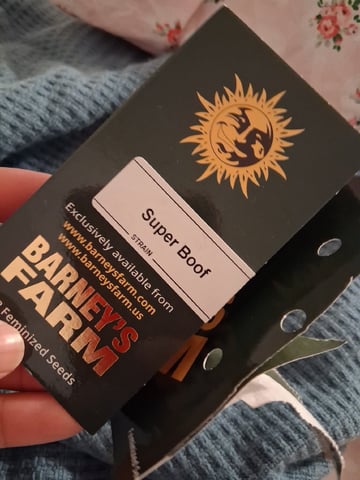 Super Boof
STRAIN
Exclusively available from
www.barneysfarm.com
www.barneysfarm.us
BARNEY'S
FARM
Feminized Seeds